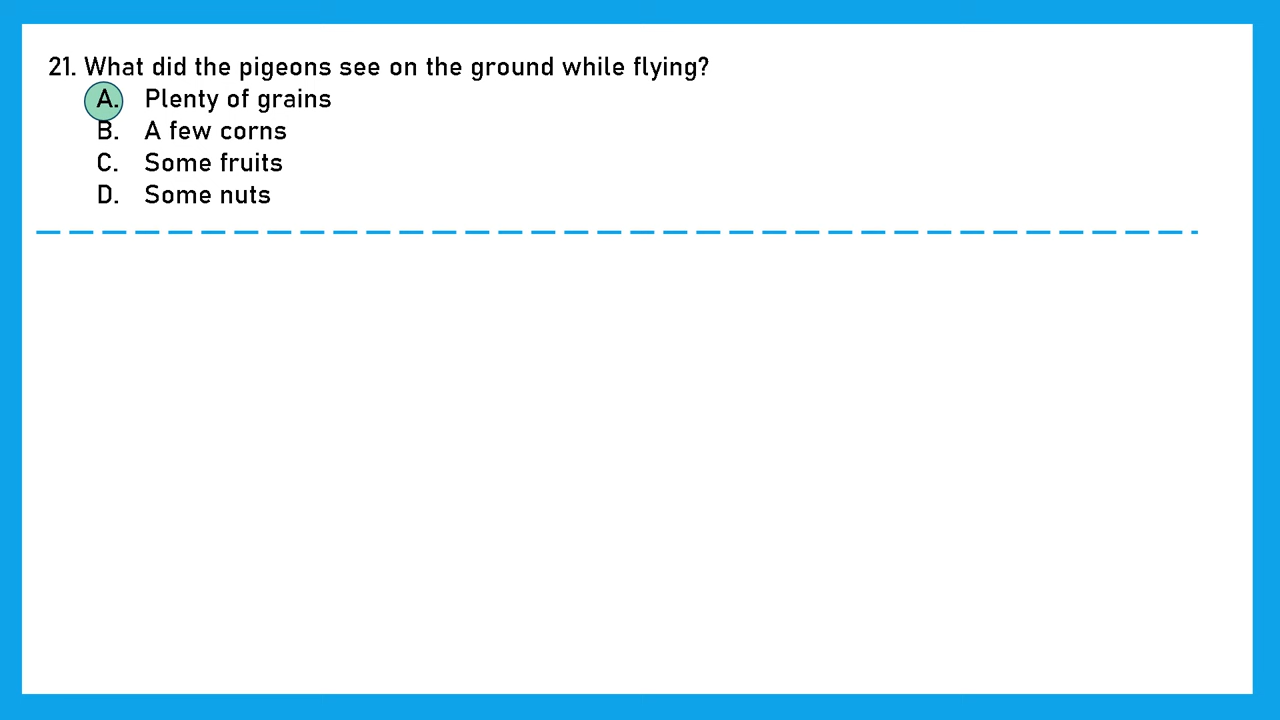 21. What did the pigeons see on the ground while flying?
A. Plenty of grains
B. A few corns
C. Some fruits
D. Some nuts